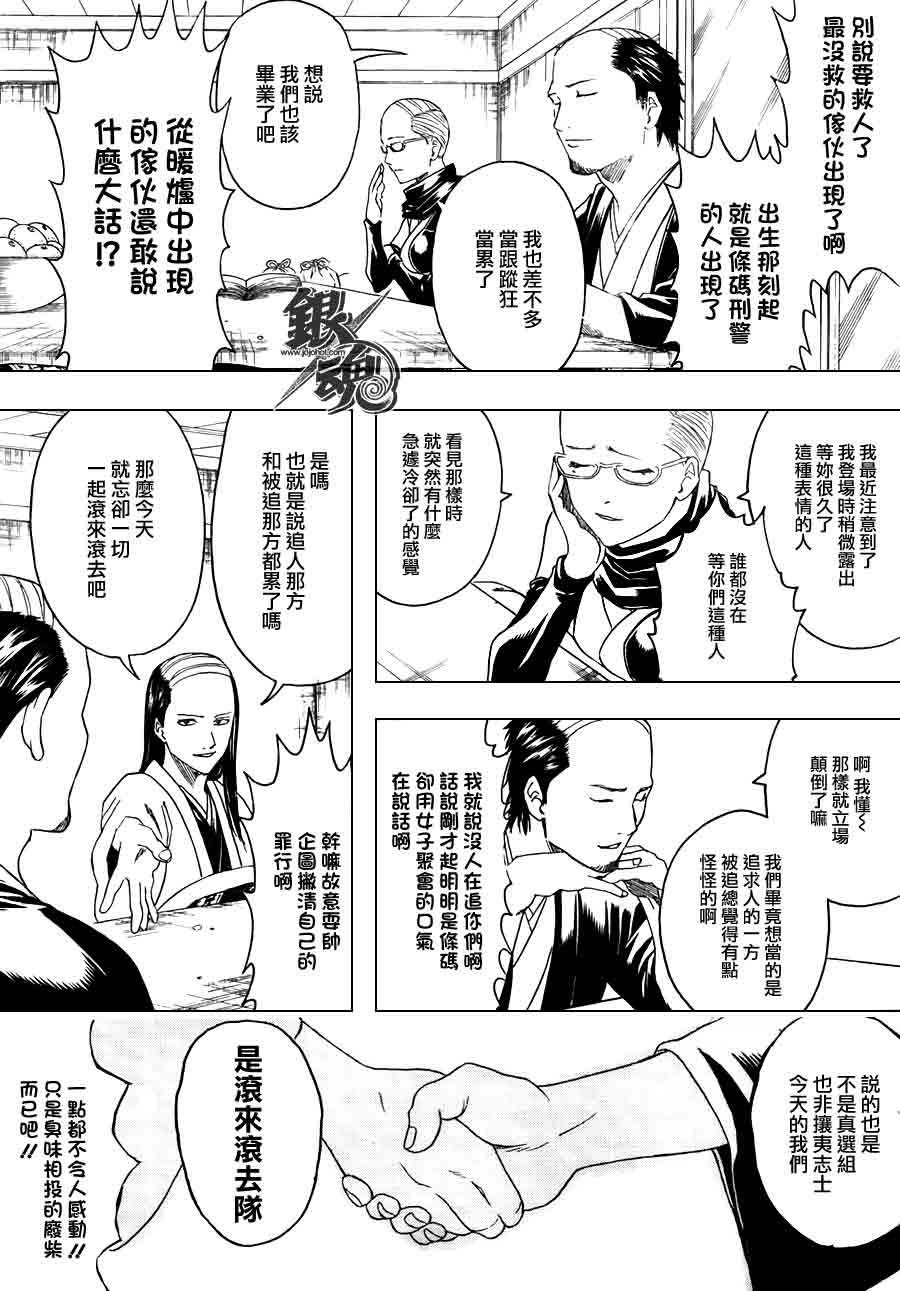 別說要救人了
最沒救的傢伙出現了啊
出生那刻起
就是條碼刑警
的人出現了
我也差不多
當跟蹤狂
當累了
想說
我們也該
畢業了吧
從暖爐中出現
的傢伙還敢說
什麼大話!?
銀魂
www.jojohot.com
我最近注意到了
我登場時稍微露出
等妳很久了
這種表情的人
誰都沒在
等你們這種人
看見那樣時
就突然有什麼
急遽冷卻了的感覺
是嗎
也就是說追人那方
和被追那方都累了嗎
那麼今天
就忘卻一切
一起滾來滾去吧
幹嘛故意耍帥
企圖撇清自己的
罪行啊
啊 我懂~
那樣就立場
顛倒了嘛
我們畢竟想當的是
追求人的一方
被追總覺得有點
怪怪的啊
我就說沒人在追你們啊
話說剛才起明明是條碼
卻用女子聚會的口氣
在說話啊
說的也是
不是真選組
也非攘夷志士
今天的我們
是滾來滾去隊
一點都不令人感動!!
只是臭味相投的廢柴
而已吧!!